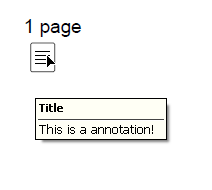 1 page
Title
This is a annotation!